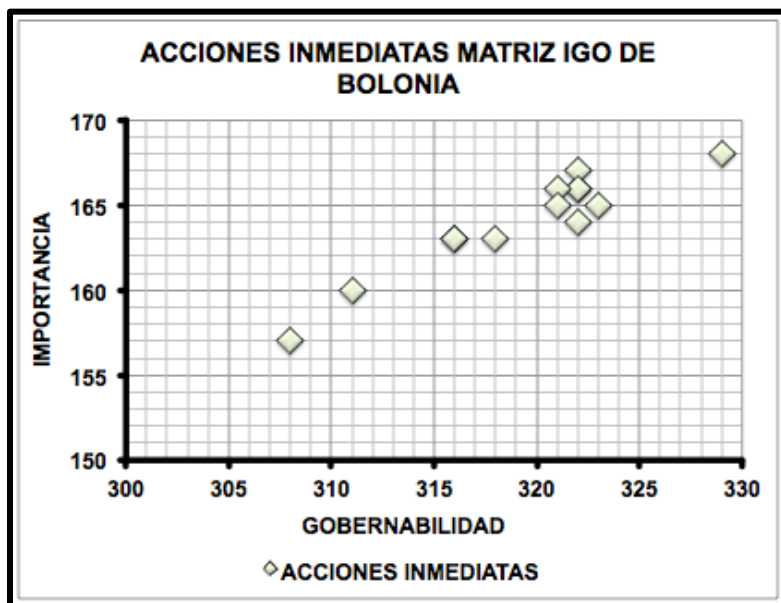 ACCIONES INMEDIATAS MATRIZ IGO DE
BOLONIA
IMPORTANCIA
170
165
160
155
150
300 305 310 315 320 325 330
GOBERNABILIDAD
ACCIONES INMEDIATAS